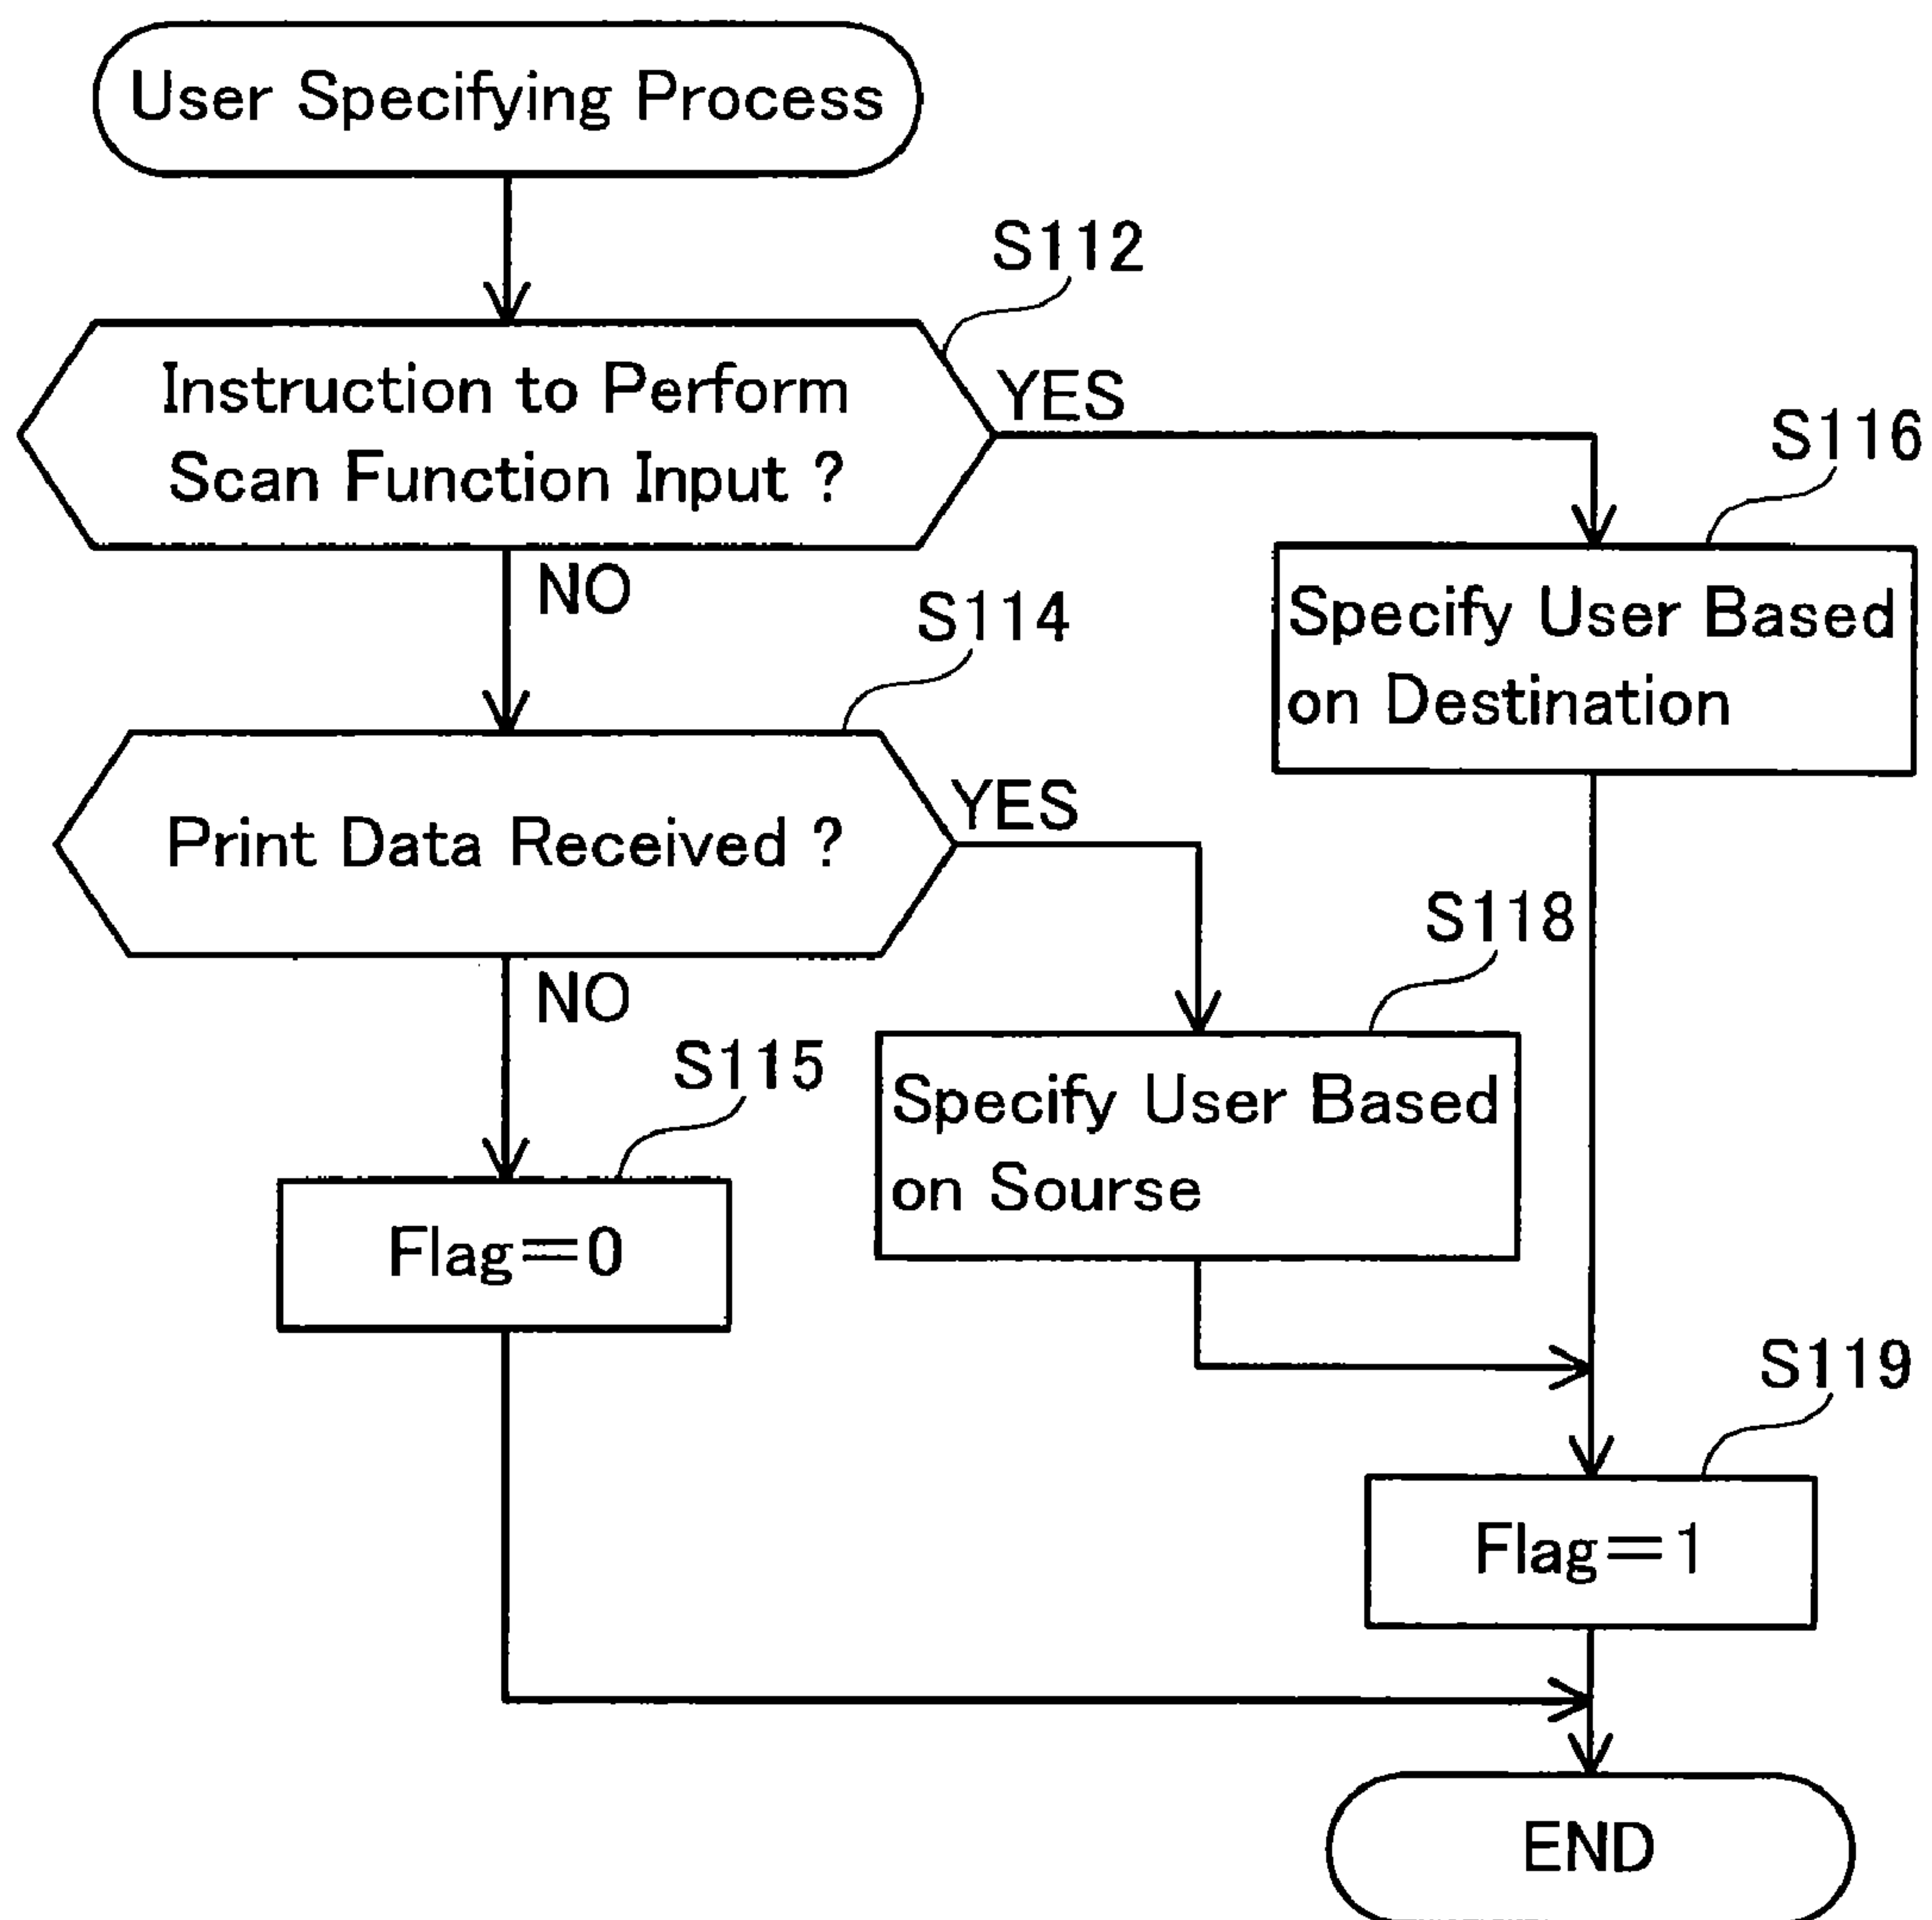 User Specifying Process
S112
Instruction to Perform
Scan Function Input ?
YES
S116
Specify User Based
on Destination
NO
S114
Print Data Received ?
YES
S118
Specify User Based
on Sourse
NO
S115
Flag=0
S119
Flag=1
END